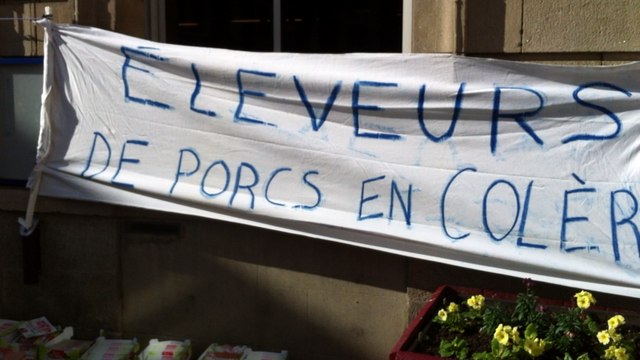 ÉLEVEURS
DE PORCS EN COLÈR